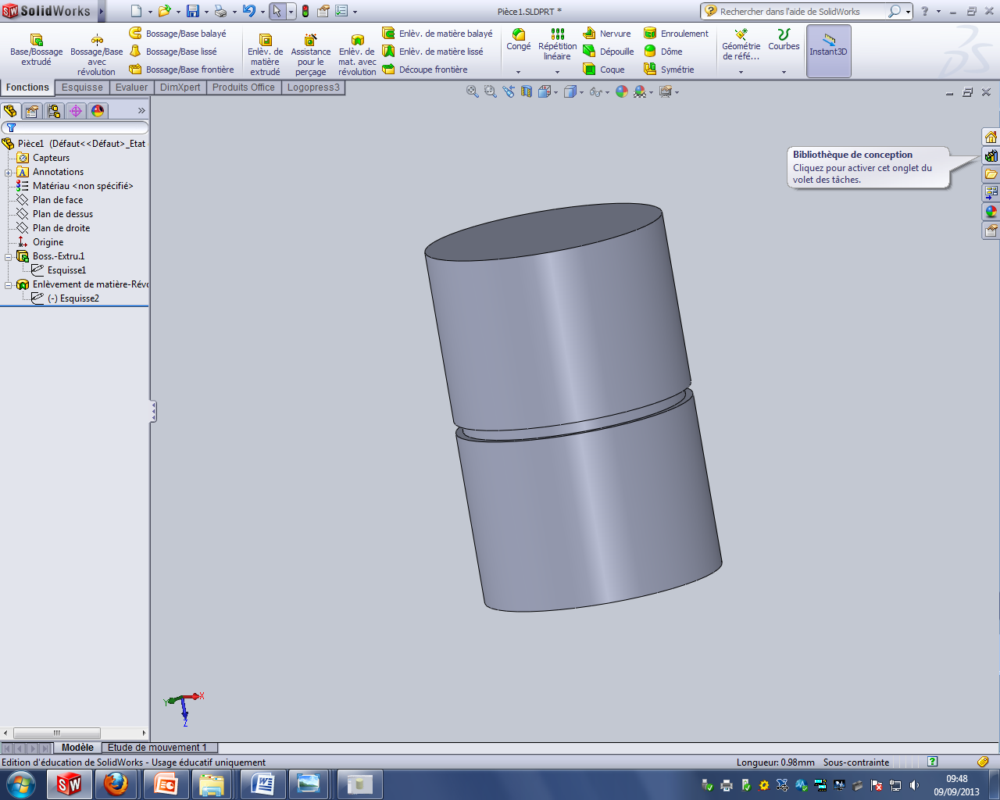 SolidWorks
Pièce1.SLDPRT *
Rechercher dans l'aide de SolidWorks
Base/Bossage extrudé
Bossage/Base avec révolution
Bossage/Base balayé
Bossage/Base lissé
Bossage/Base frontière
Enlèv. de matière extrudé
Assistance pour le perçage
Enlèv. de mat. avec révolution
Enlèv. de matière balayé
Enlèv. de matière lissé
Découpe frontière
Congé
Répétition linéaire
Nervure
Dépouille
Coque
Enroulement
Dôme
Symétrie
Géométrie de réfé...
Courbes
Instant3D
Fonctions
Esquisse
Evaluer
DimXpert
Produits Office
Logopress3
Pièce1 (Défaut<<Défaut>_Etat
Capteurs
Annotations
Matériau <non spécifié>
Plan de face
Plan de dessus
Plan de droite
Origine
Boss.-Extru.1
Esquisse1
Enlèvement de matière-Révo
(-) Esquisse2
Bibliothèque de conception
Cliquez pour activer cet onglet du
volet des tâches.
X
Y
Z
Modèle
Etude de mouvement 1
Edition d'éducation de SolidWorks - Usage éducatif uniquement
Longueur: 0.98mm
Sous-contrainte
09:48
09/09/2013